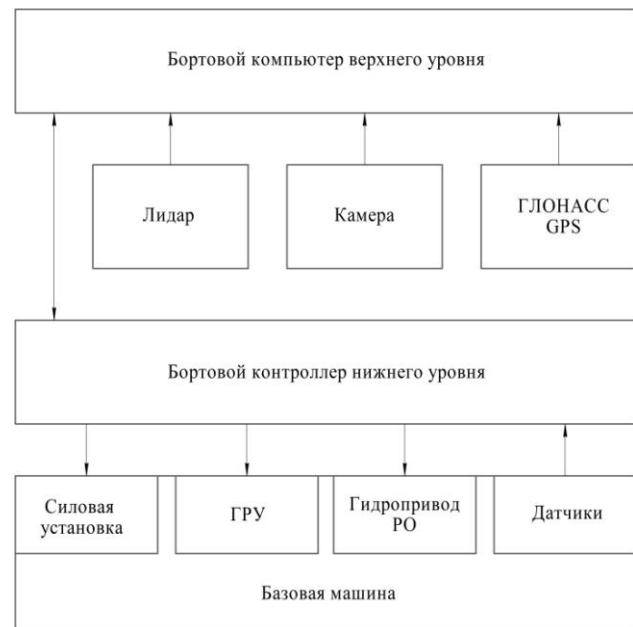 Бортовой компьютер верхнего уровня
Лидар
Камера
ГЛОНАСС
GPS
Бортовой контроллер нижнего уровня
Силовая
установка
ГРУ
Гидропривод
РО
Датчики
Базовая машина